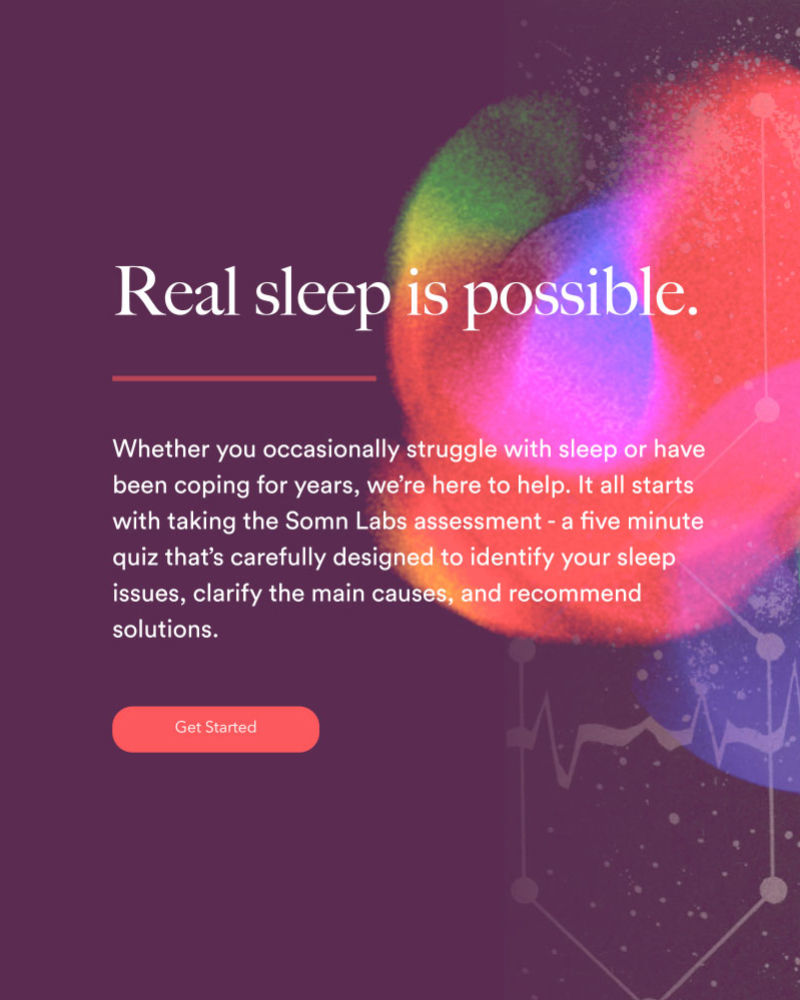 Real sleep is possible.
Whether you occasionally struggle with sleep or have
been coping for years, we’re here to help. It all starts
with taking the Somn Labs assessment - a five minute
quiz that’s carefully designed to identify your sleep
issues, clarify the main causes, and recommend
solutions.
Get Started